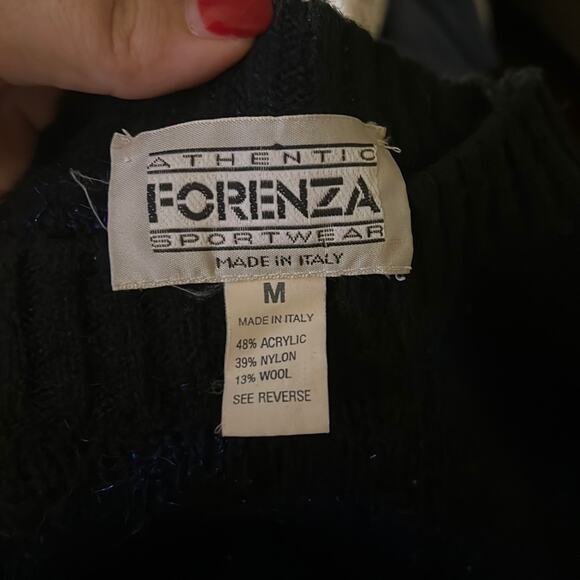 ATHENTIC
FORENZA
SPORTWEAR
MADE IN ITALY
M
MADE IN ITALY
48% ACRYLIC
39% NYLON
13% WOOL
SEE REVERSE